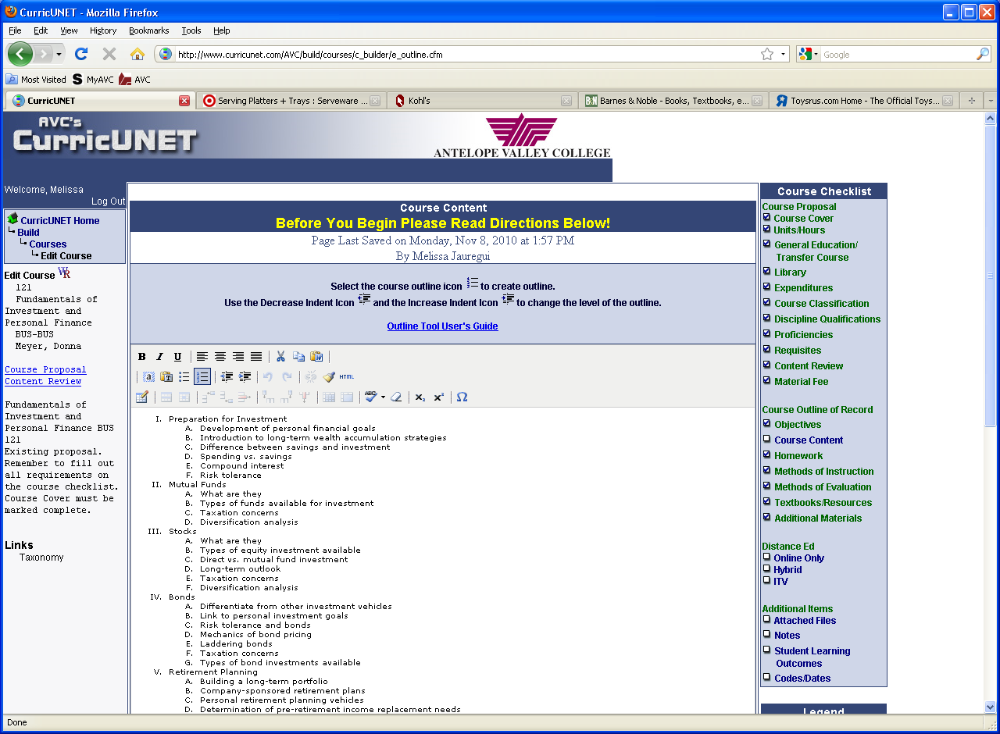 CurricUNET - Mozilla Firefox
File Edit View History Bookmarks Tools Help
http://www.curricunet.com/AVC/build/courses/c_builder/e_outline.cfm
Google
Most Visited MyAVC AVC
CurricUNET
Serving Platters + Trays : Serveware ...
Kohl's
B&N Barnes & Noble - Books, Textbooks, e...
Toysrus.com Home - The Official Toys...
AVC's
CurricUNET
ANTELOPE VALLEY COLLEGE
Welcome, Melissa
Log Out
CurricUNET Home
Build
Courses
Edit Course
Edit Course WR
121
Fundamentals of
Investment and
Personal Finance
BUS-BUS
Meyer, Donna
Course Proposal
Content Review
Fundamentals of
Investment and
Personal Finance BUS
121
Existing proposal.
Remember to fill out
all requirements on
the course checklist.
Course Cover must be
marked complete.
Links
Taxonomy
Course Content
Before You Begin Please Read Directions Below!
Page Last Saved on Monday, Nov 8, 2010 at 1:57 PM
By Melissa Jauregui
Select the course outline icon to create outline.
Use the Decrease Indent Icon and the Increase Indent Icon to change the level of the outline.
Outline Tool User's Guide
B I U
HTML
ABC x₂ x² Ω
I. Preparation for Investment
A. Development of personal financial goals
B. Introduction to long-term wealth accumulation strategies
C. Difference between savings and investment
D. Spending vs. savings
E. Compound interest
F. Risk tolerance
II. Mutual Funds
A. What are they
B. Types of funds available for investment
C. Taxation concerns
D. Diversification analysis
III. Stocks
A. What are they
B. Types of equity investment available
C. Direct vs. mutual fund investment
D. Long-term outlook
E. Taxation concerns
F. Diversification analysis
IV. Bonds
A. Differentiate from other investment vehicles
B. Link to personal investment goals
C. Risk tolerance and bonds
D. Mechanics of bond pricing
E. Laddering bonds
F. Taxation concerns
G. Types of bond investments available
V. Retirement Planning
A. Building a long-term portfolio
B. Company-sponsored retirement plans
C. Personal retirement planning vehicles
D. Determination of pre-retirement income replacement needs
Course Checklist
Course Proposal
Course Cover
Units/Hours
General Education/
Transfer Course
Library
Expenditures
Course Classification
Discipline Qualifications
Proficiencies
Requisites
Content Review
Material Fee
Course Outline of Record
Objectives
Course Content
Homework
Methods of Instruction
Methods of Evaluation
Textbooks/Resources
Additional Materials
Distance Ed
Online Only
Hybrid
ITV
Additional Items
Attached Files
Notes
Student Learning
Outcomes
Codes/Dates
Legend
Done